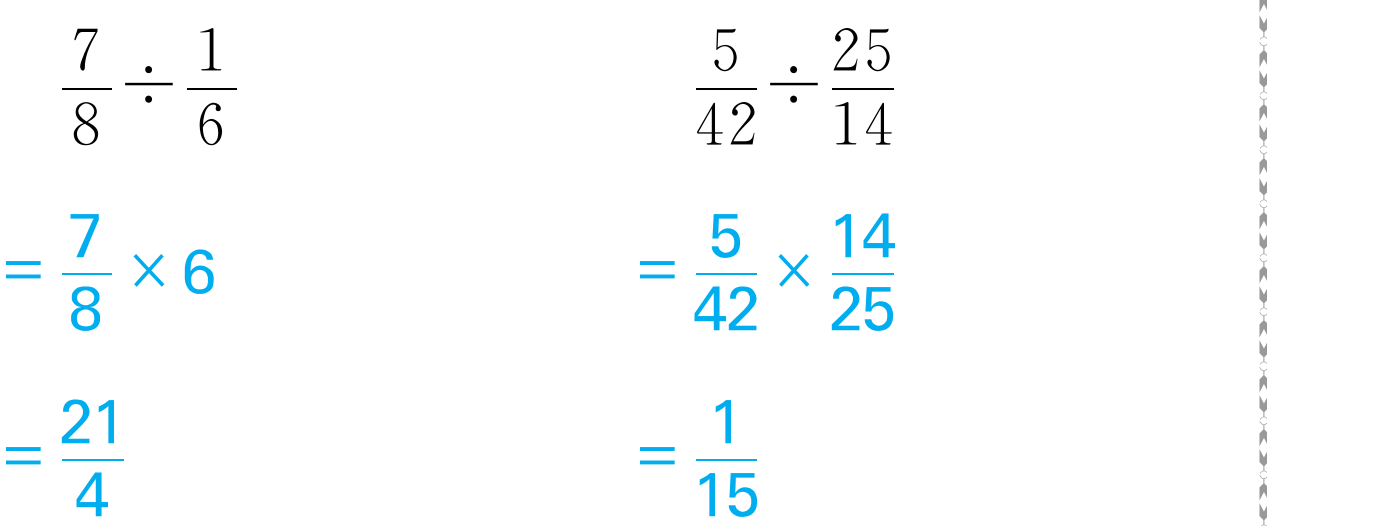 7/8 ÷ 1/6
= 7/8 × 6
= 21/4
5/42 ÷ 25/14
= 5/42 × 14/25
= 1/15